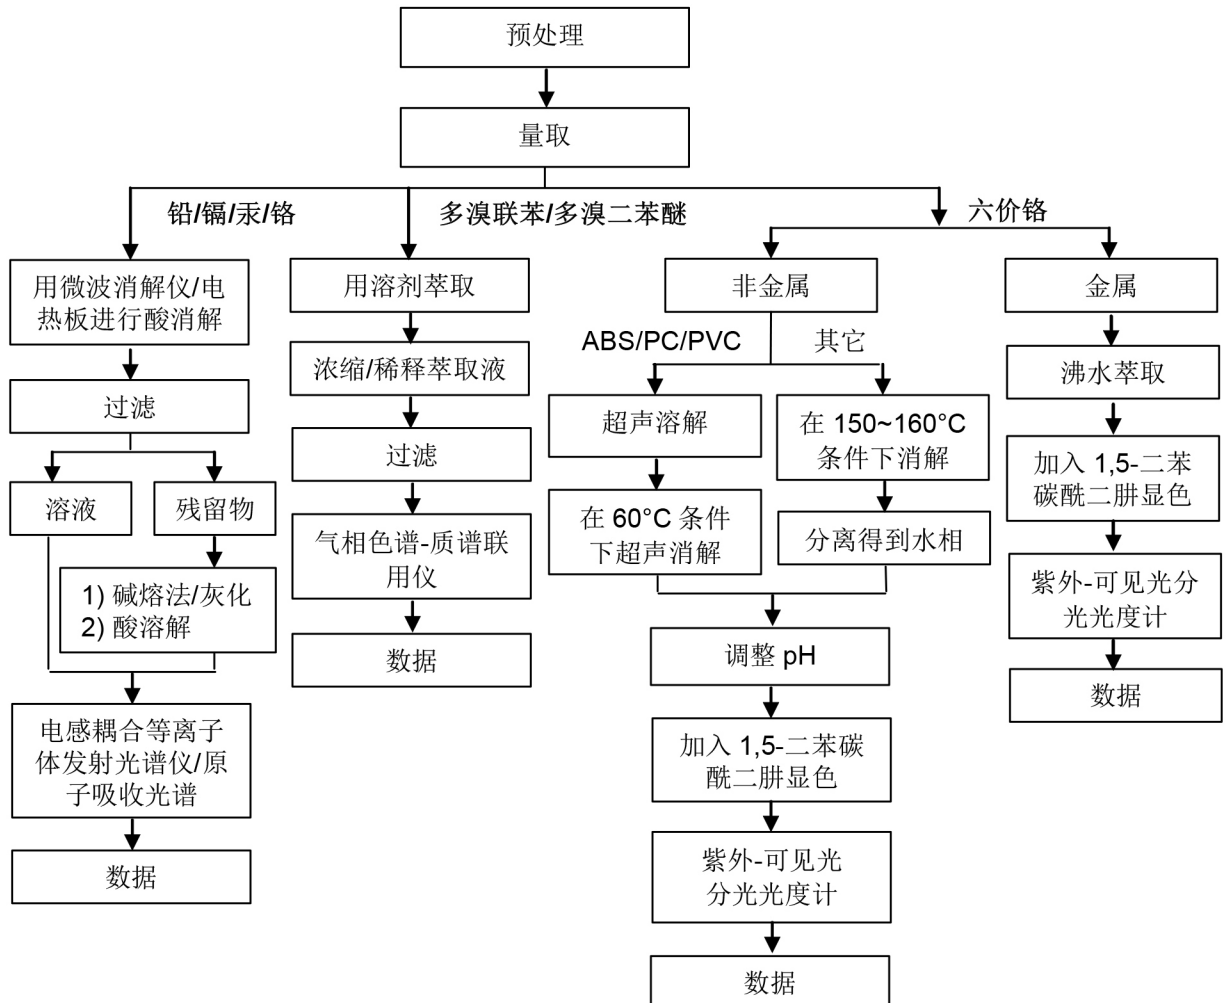 预处理
量取
铅/镉/汞/铬
多溴联苯/多溴二苯醚
六价铬
用微波消解仪/电
热板进行酸消解
过滤
溶液
残留物
1) 碱熔法/灰化
2) 酸溶解
电感耦合等离子
体发射光谱仪/原
子吸收光谱
数据
用溶剂萃取
浓缩/稀释萃取液
过滤
气相色谱-质谱联
用仪
数据
非金属
ABS/PC/PVC
其它
超声溶解
在 60°C 条件
下超声消解
在 150~160°C
条件下消解
分离得到水相
调整 pH
加入 1,5-二苯碳
酰二肼显色
紫外-可见光
分光光度计
数据
金属
沸水萃取
加入 1,5-二苯
碳酰二肼显色
紫外-可见光分
光光度计
数据